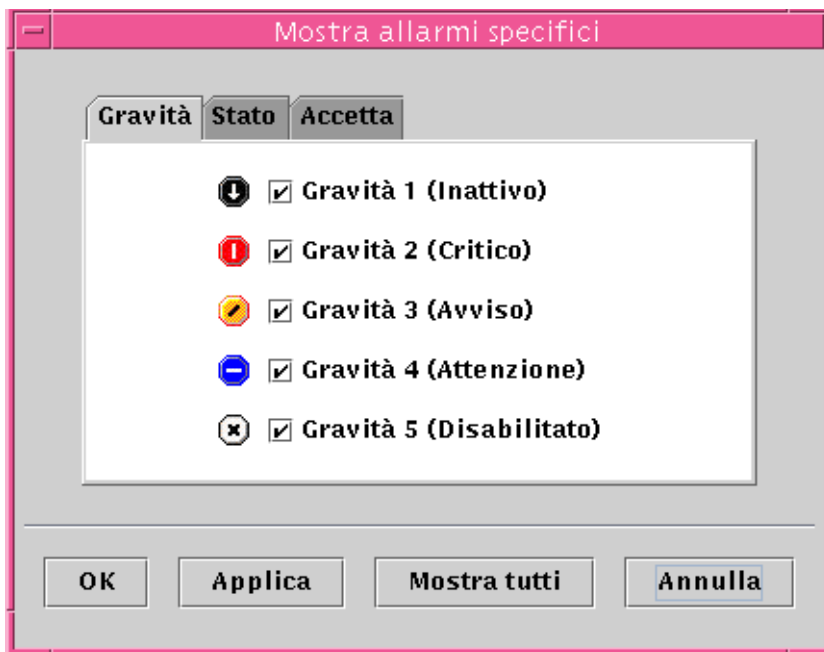 Mostra allarmi specifici
Gravità Stato Accetta
Gravità 1 (Inattivo)
Gravità 2 (Critico)
Gravità 3 (Avviso)
Gravità 4 (Attenzione)
Gravità 5 (Disabilitato)
OK Applica Mostra tutti Annulla